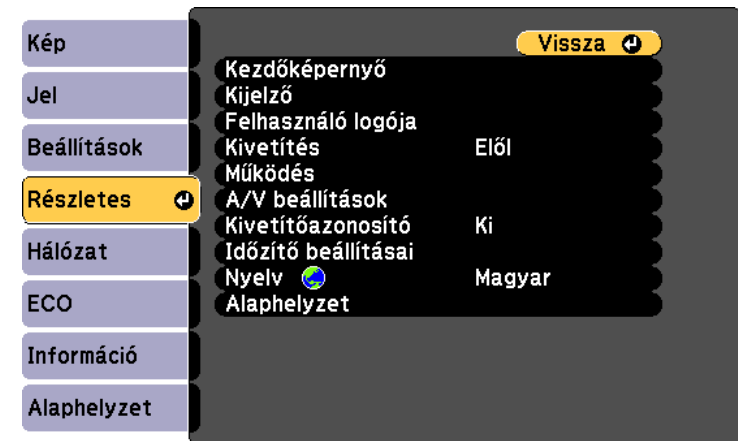 Kép
Jel
Beállítások
Részletes
Hálózat
ECO
Információ
Alaphelyzet
Vissza
Kezdőképernyő
Kijelző
Felhasználó logója
Kivetítés Elől
Működés
A/V beállítások
Kivetítőazonosító Ki
Időzítő beállításai
Nyelv Magyar
Alaphelyzet